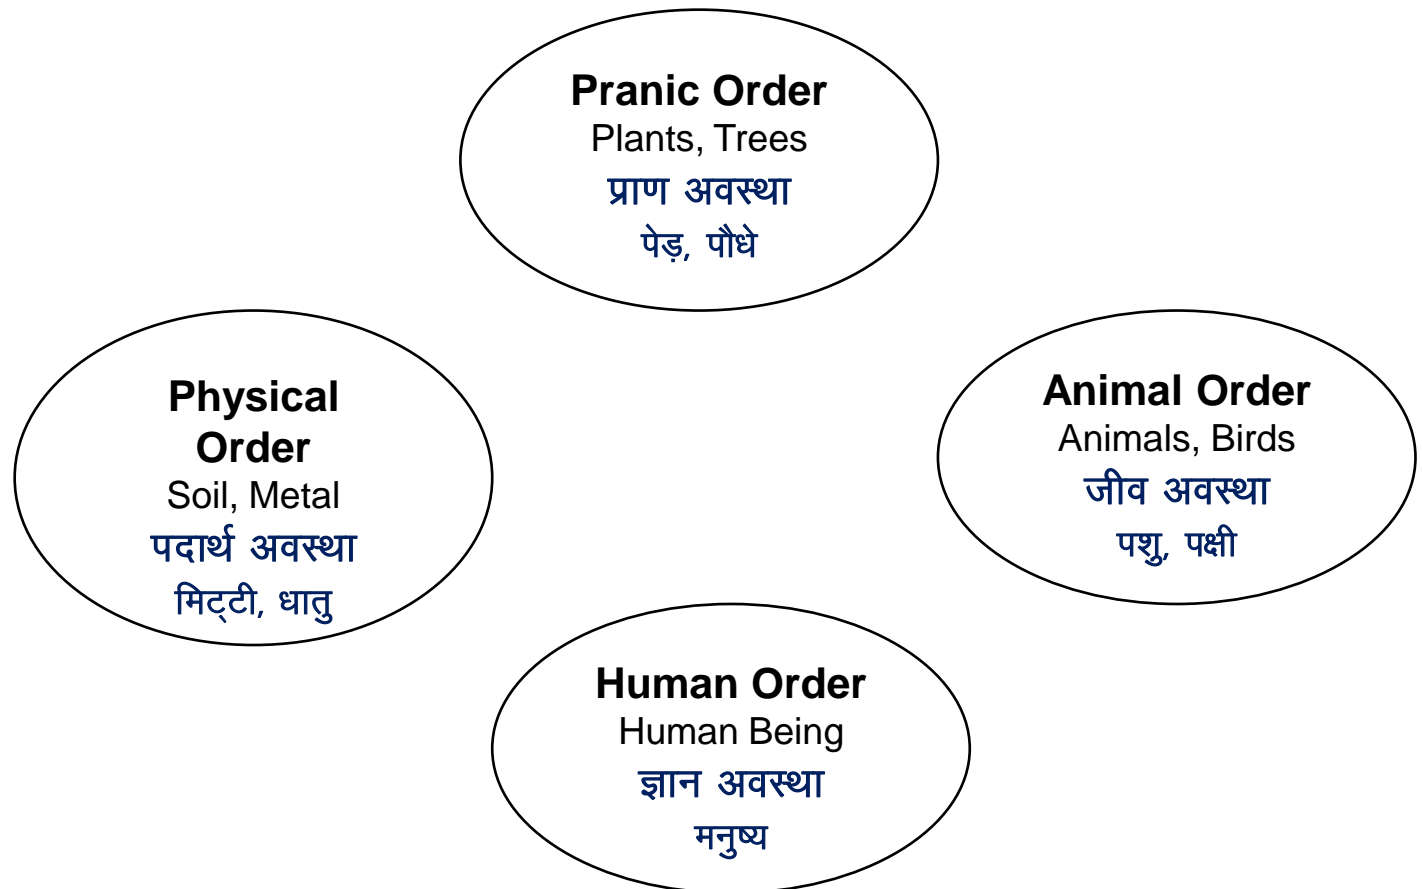 Pranic Order
Plants, Trees
प्राण अवस्था
पेड़, पौधे
Physical
Order
Soil, Metal
पदार्थ अवस्था
मिट्टी, धातु
Animal Order
Animals, Birds
जीव अवस्था
पशु, पक्षी
Human Order
Human Being
ज्ञान अवस्था
मनुष्य